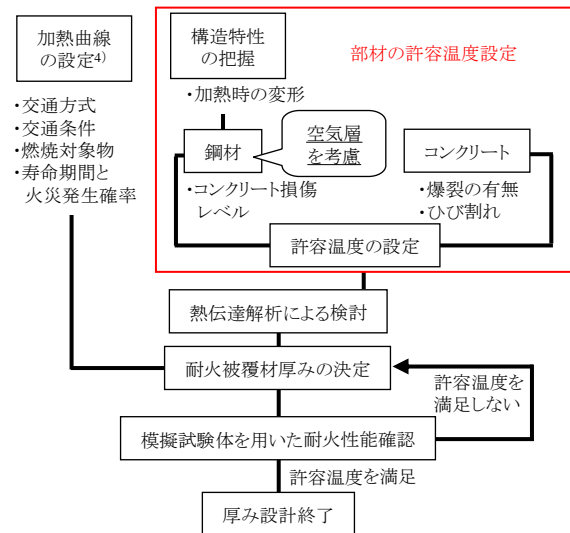 加熱曲線
の設定4)
・交通方式
・交通条件
・燃焼対象物
・寿命期間と
火災発生確率
構造特性
の把握
部材の許容温度設定
・加熱時の変形
鋼材
空気層
を考慮
コンクリート
・コンクリート損傷
レベル
・爆裂の有無
・ひび割れ
許容温度の設定
熱伝達解析による検討
耐火被覆材厚みの決定
許容温度を
満足しない
模擬試験体を用いた耐火性能確認
許容温度を満足
厚み設計終了